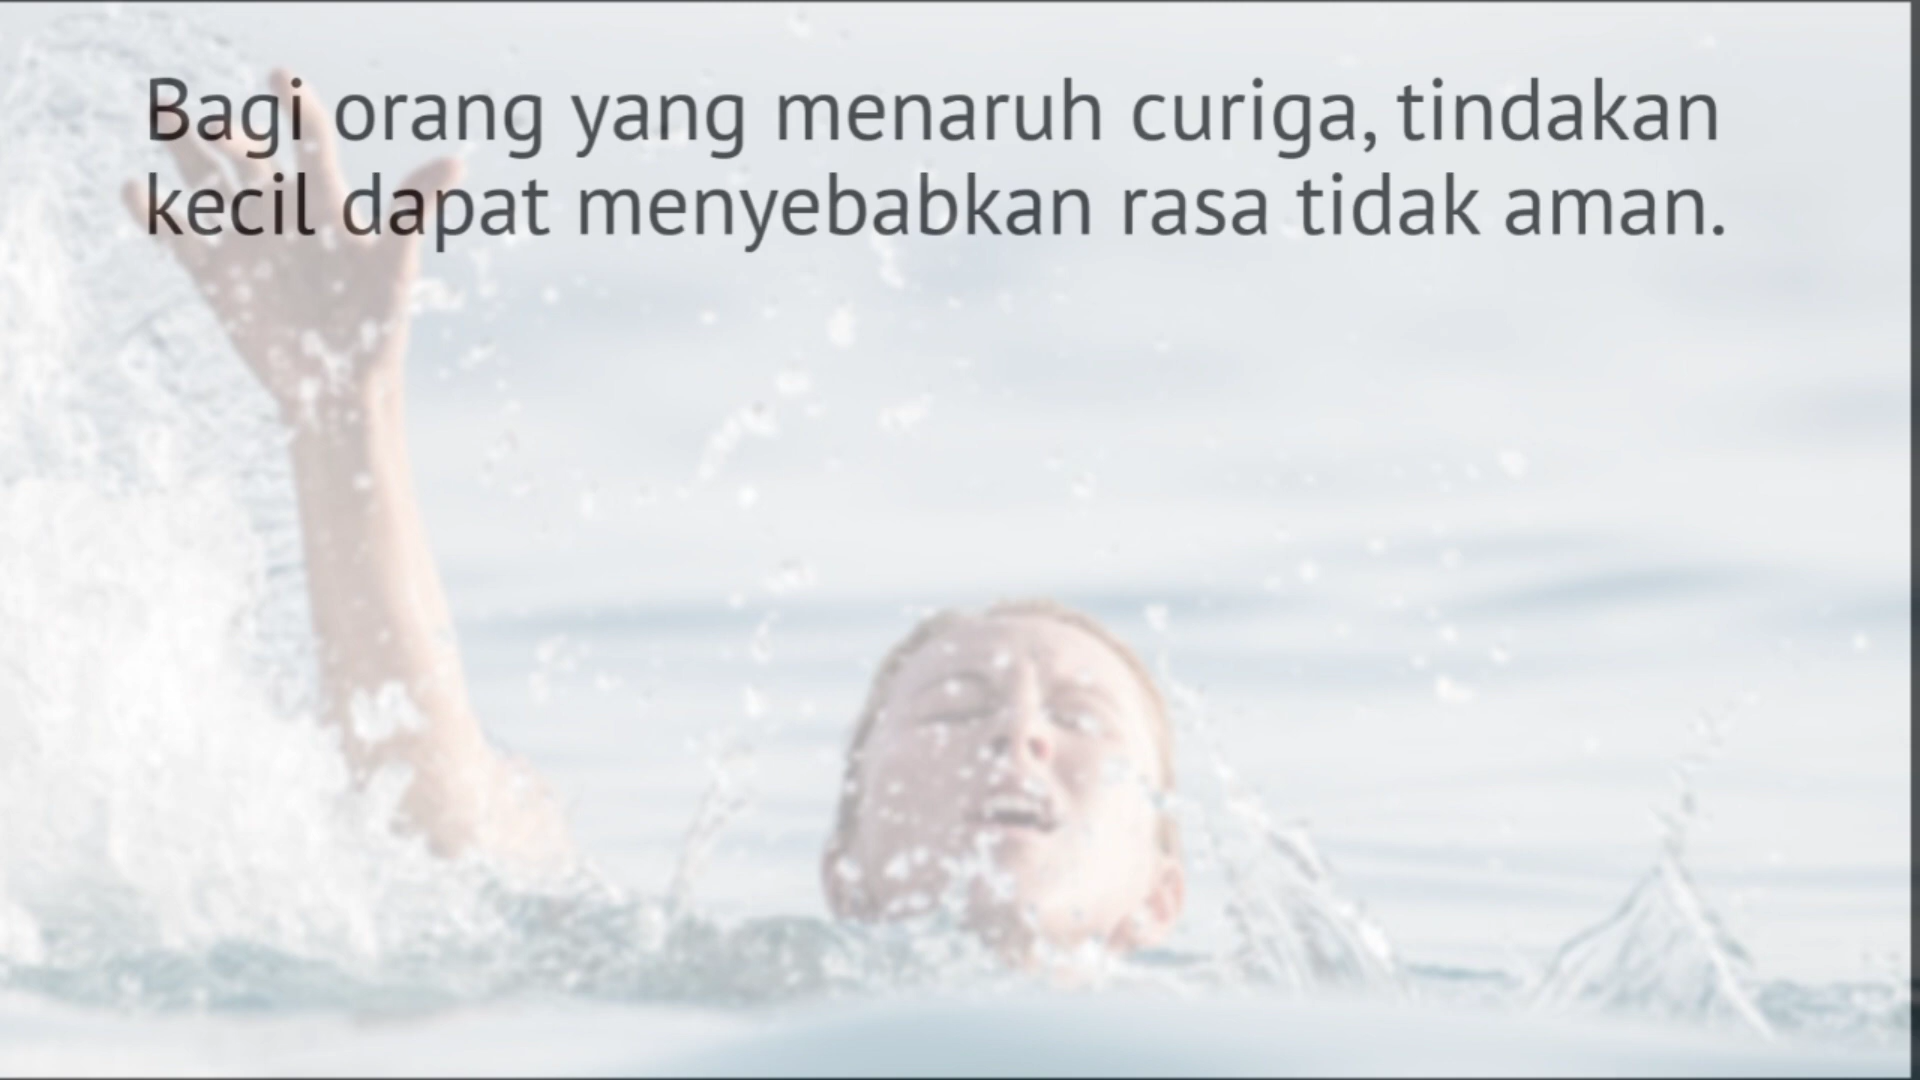 Bagi orang yang menaruh curiga, tindakan
kecil dapat menyebabkan rasa tidak aman.